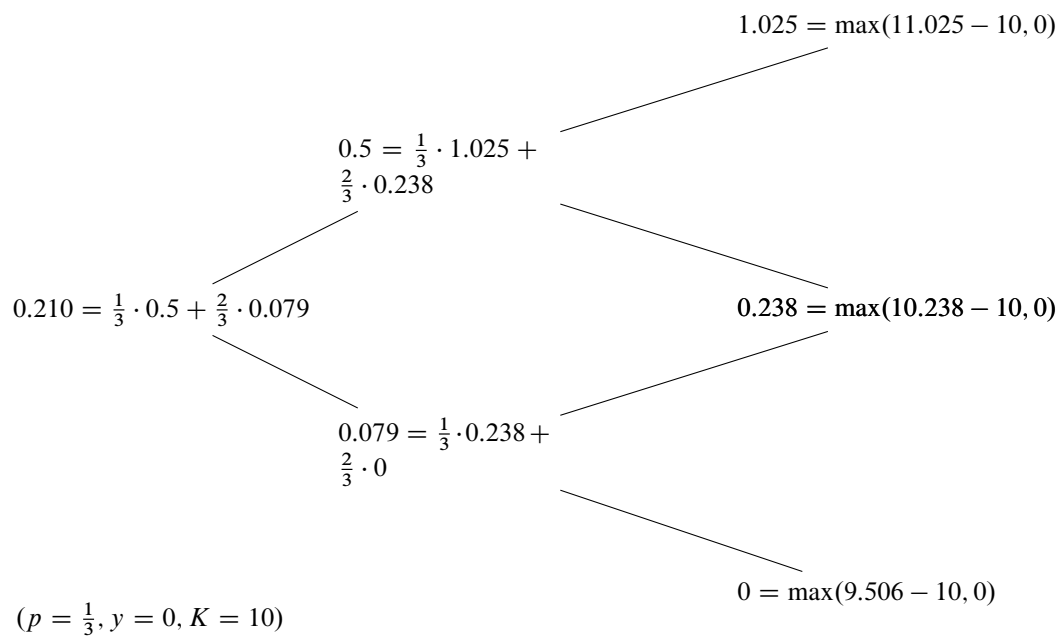 1.025 = max(11.025 − 10, 0)
0.5 = 1/3 · 1.025 +
2/3 · 0.238
0.210 = 1/3 · 0.5 + 2/3 · 0.079
0.238 = max(10.238 − 10, 0)
0.079 = 1/3 · 0.238 +
2/3 · 0
0 = max(9.506 − 10, 0)
(p = 1/3, y = 0, K = 10)